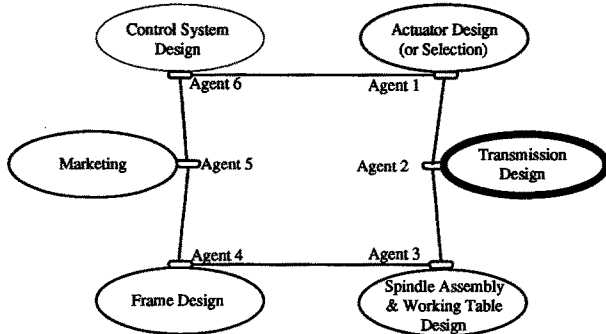 Control System
Design
Actuator Design
(or Selection)
Agent 6
Agent 1
Marketing
Agent 5
Agent 2
Transmission
Design
Agent 4
Agent 3
Frame Design
Spindle Assembly
& Working Table
Design